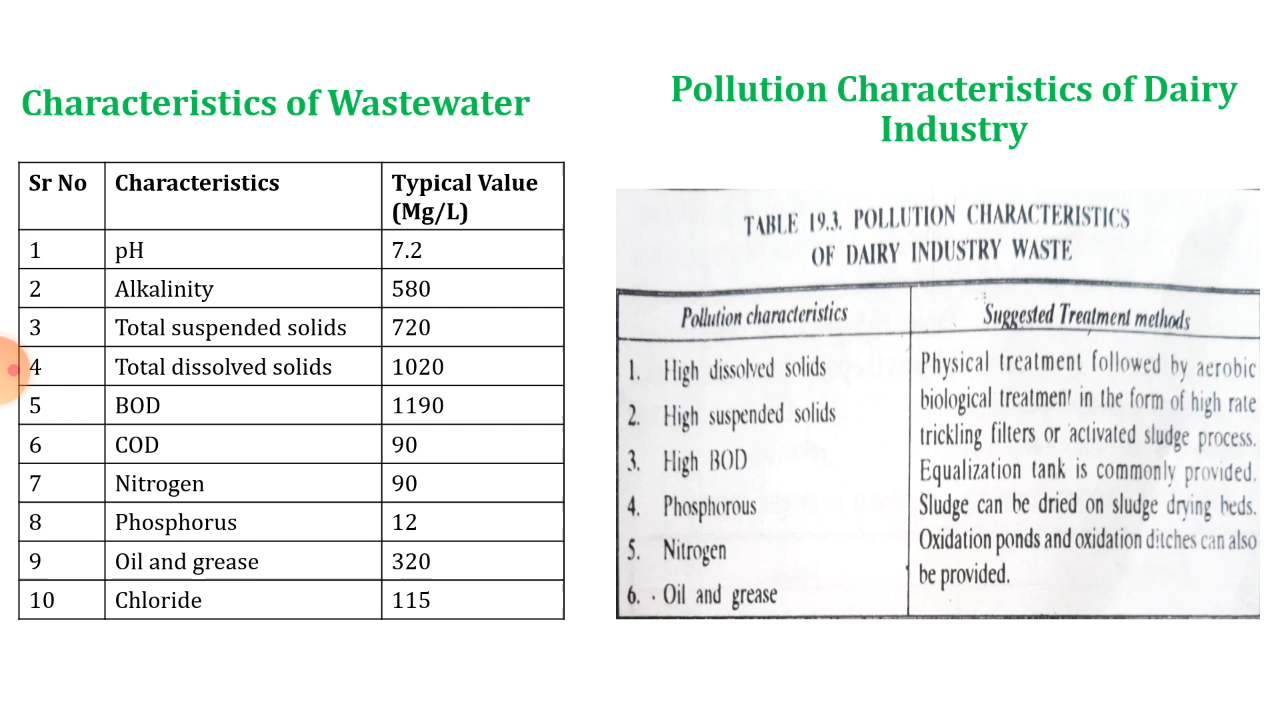 Characteristics of Wastewater
Sr No Characteristics Typical Value
(Mg/L)
1 pH 7.2
2 Alkalinity 580
3 Total suspended solids 720
4 Total dissolved solids 1020
5 BOD 1190
6 COD 90
7 Nitrogen 90
8 Phosphorus 12
9 Oil and grease 320
10 Chloride 115
Pollution Characteristics of Dairy
Industry
TABLE 19.3. POLLUTION CHARACTERISTICS
OF DAIRY INDUSTRY WASTE
Pollution characteristics
1. High dissolved solids
2. High suspended solids
3. High BOD
4. Phosphorous
5. Nitrogen
6. Oil and grease
Suggested Treatment methods
Physical treatment followed by aerobic
biological treatment in the form of high rate
trickling filters or activated sludge process.
Equalization tank is commonly provided.
Sludge can be dried on sludge drying beds.
Oxidation ponds and oxidation ditches can also
be provided.